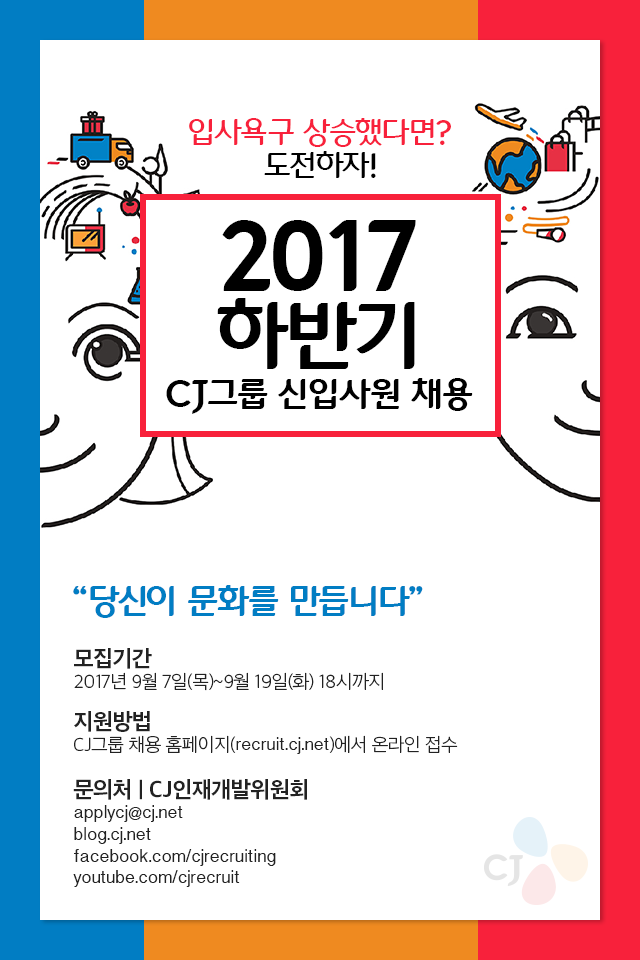 입사욕구 상승했다면?
도전하자!
2017
하반기
CJ그룹 신입사원 채용
“당신이 문화를 만듭니다”
모집기간
2017년 9월 7일(목)~9월 19일(화) 18시까지
지원방법
CJ그룹 채용 홈페이지(recruit.cj.net)에서 온라인 접수
문의처 | CJ인재개발위원회
applycj@cj.net
blog.cj.net
facebook.com/cjrecruiting
youtube.com/cjrecruit
CJ